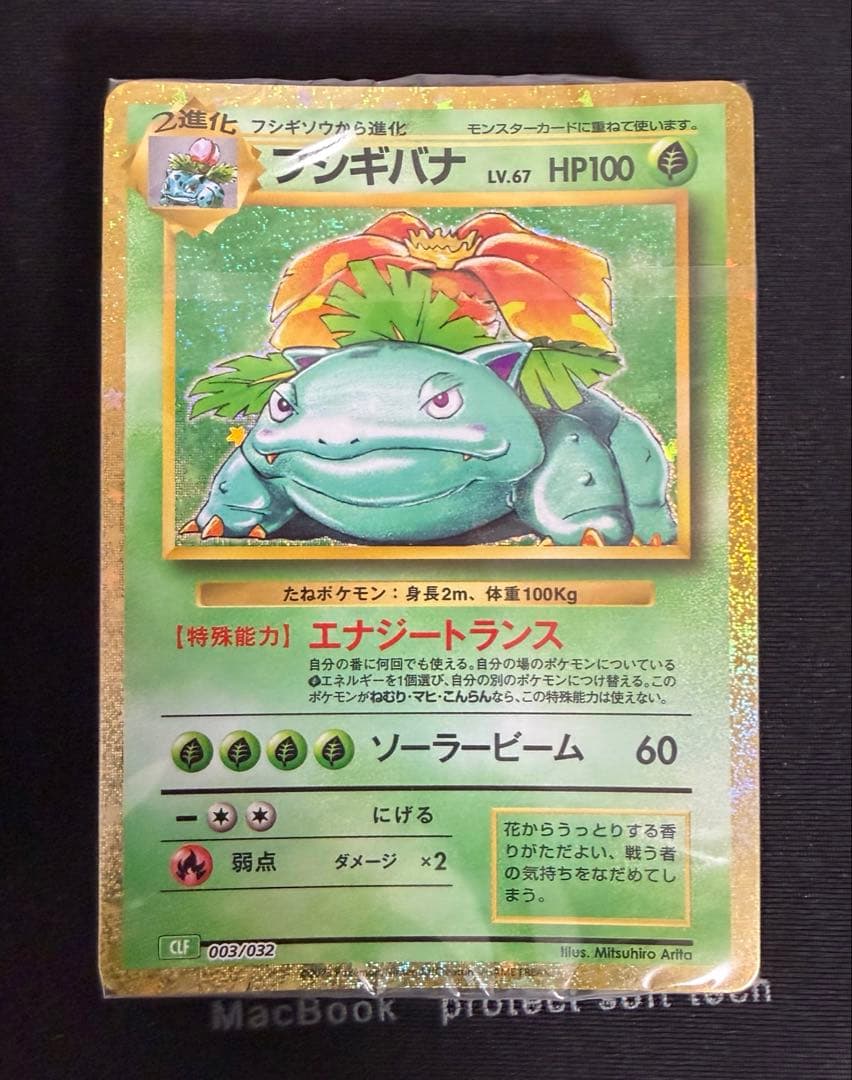 2進化 フシギソウから進化 モンスターカードに重ねて使います。
フシギバナ LV.67 HP100
たねポケモン：身長2m、体重100Kg
【特殊能力】 エナジートランス
自分の番に何回でも使える。自分の場のポケモンについている
エネルギーを1個選び、自分の別のポケモンにつけ替える。この
ポケモンがねむり・マヒ・こんらんなら、この特殊能力は使えない。
ソーラービーム 60
にげる
弱点 ダメージ ×2
花からうっとりする香
りがただよい、戦う者
の気持ちをなだめてし
まう。
CLF 003/032 Illus. Mitsuhiro Arita
MacBook protect